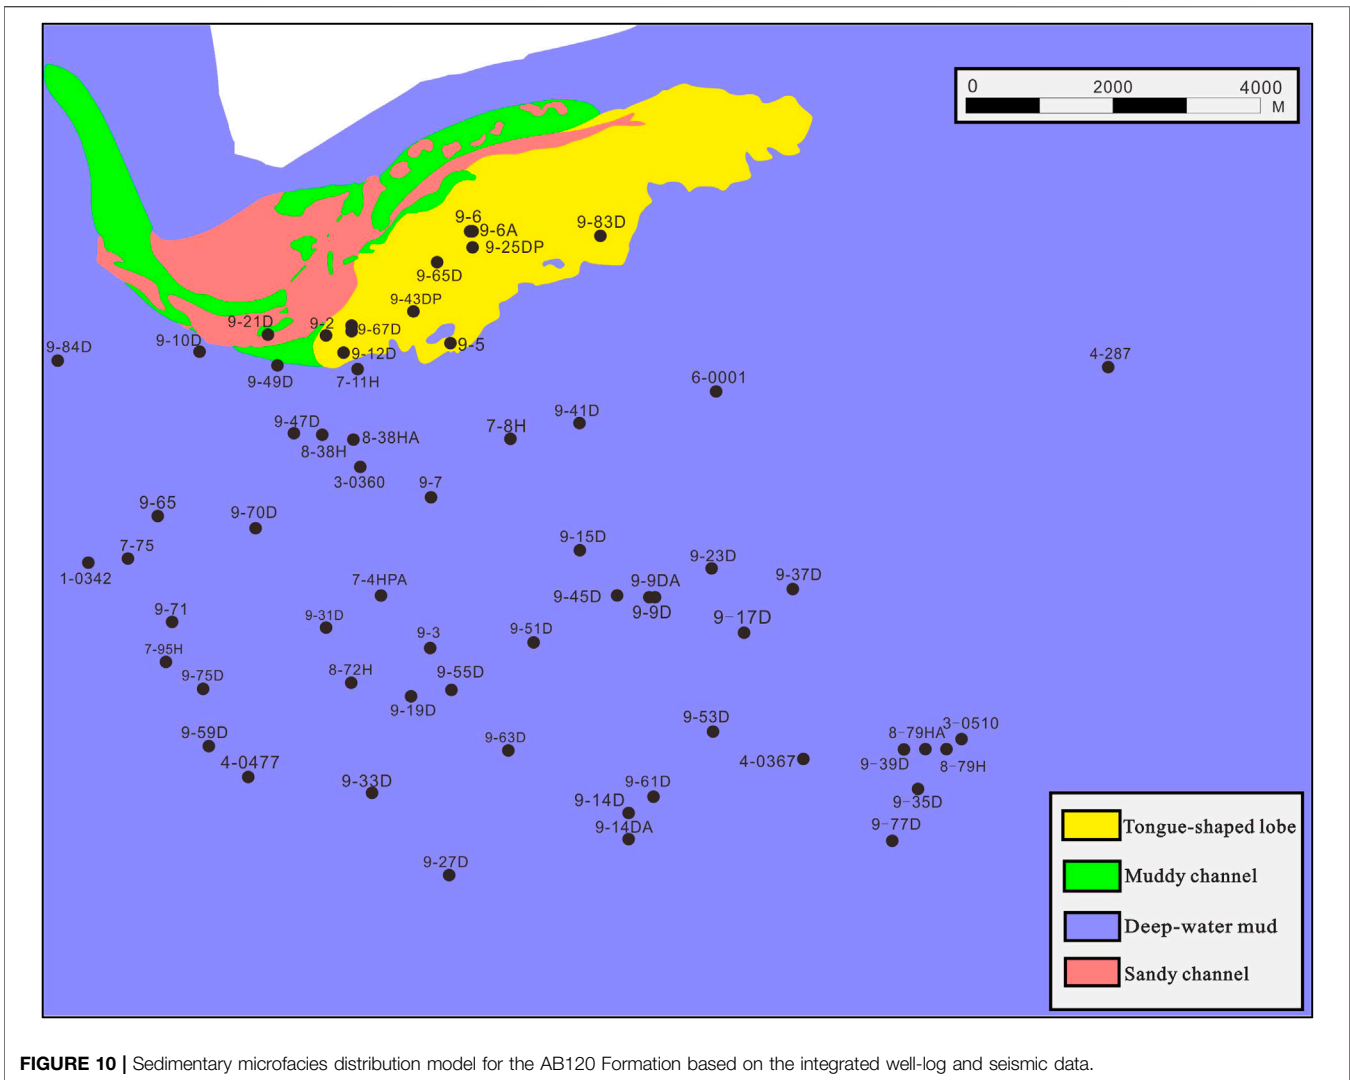 0 2000 4000
M
9-6
9-6A
9-83D
9-25DP
9-65D
9-43DP
9-21D
9-2
9-67D
9-10D
9-5
9-84D
9-12D
4-287
9-49D
7-11H
6-0001
9-41D
9-47D
7-8H
8-38HA
8-38H
3-0360
9-7
9-65
9-70D
9-15D
7-75
9-23D
1-0342
7-4HPA
9-9DA
9-37D
9-45D
9-71
9-31D
9-9D
9-17D
9-51D
9-3
7-95H
8-72H
9-55D
9-75D
9-19D
9-53D
3-0510
9-59D
8-79HA
9-63D
4-0477
4-0367
9-39D
8-79H
9-33D
9-61D
9-14D
9-35D
9-14DA
9-77D
9-27D
Tongue-shaped lobe
Muddy channel
Deep-water mud
Sandy channel
FIGURE 10 | Sedimentary microfacies distribution model for the AB120 Formation based on the integrated well-log and seismic data.